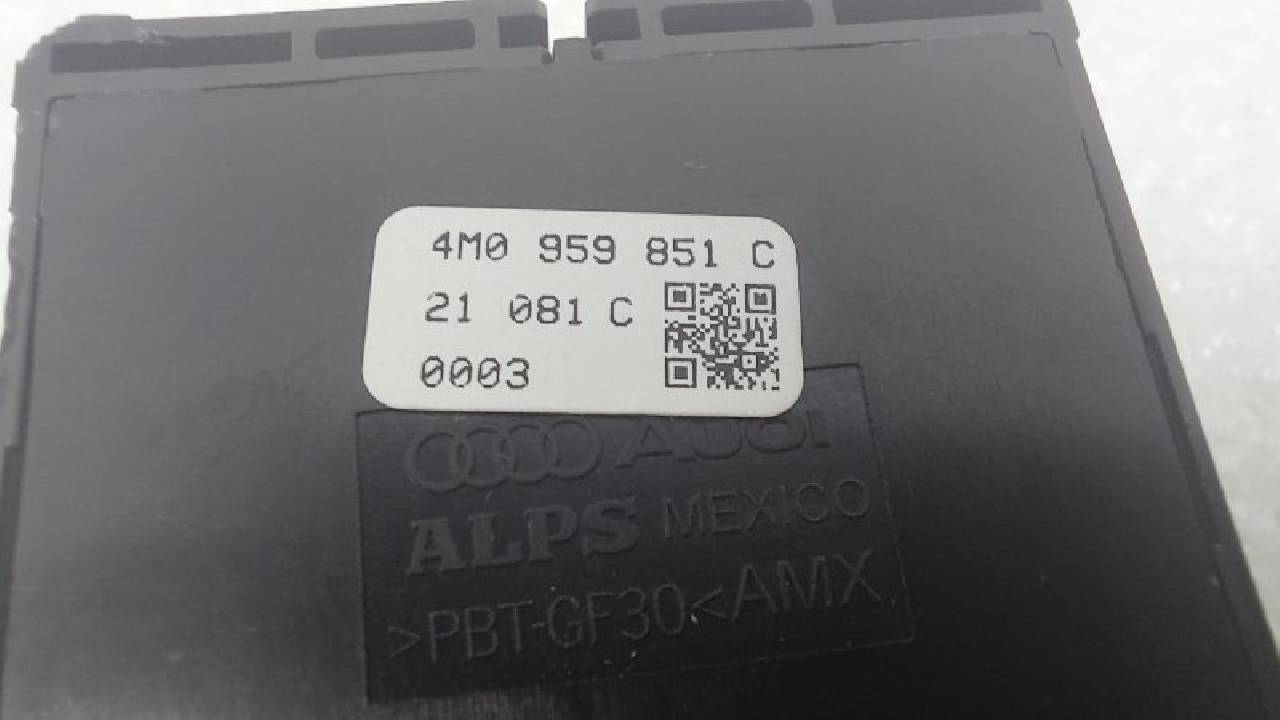 4M0 959 851 C
21 081 C
0003
AUDI
ALPS MEXICO
>PBT-GF30<AMX